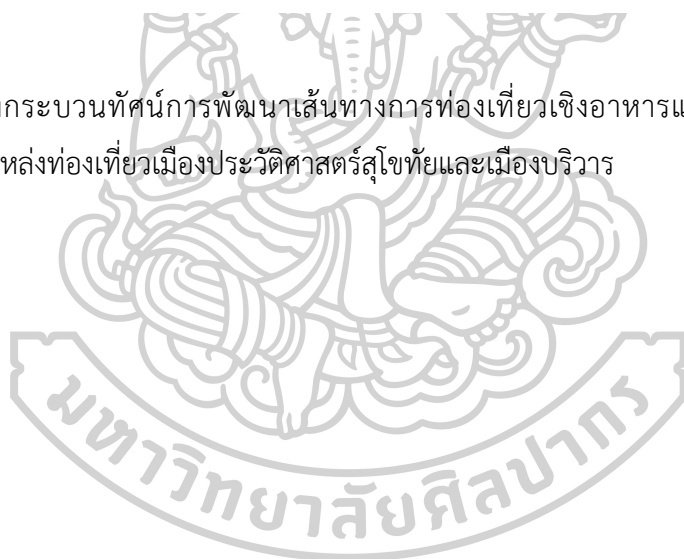 กระบวนทัศน์การพัฒนาเส้นทางการท่องเที่ยวเชิงอาหารแ
หล่งท่องเที่ยวเมืองประวัติศาสตร์สุโขทัยและเมืองบริวาร
มหาวิทยาลัยศิลปากร